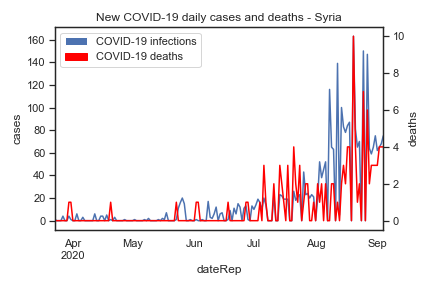 New COVID-19 daily cases and deaths - Syria
COVID-19 infections
COVID-19 deaths
160
140
120
100
80
60
40
20
0
cases
10
8
6
4
2
0
deaths
Apr May Jun Jul Aug Sep
2020
dateRep